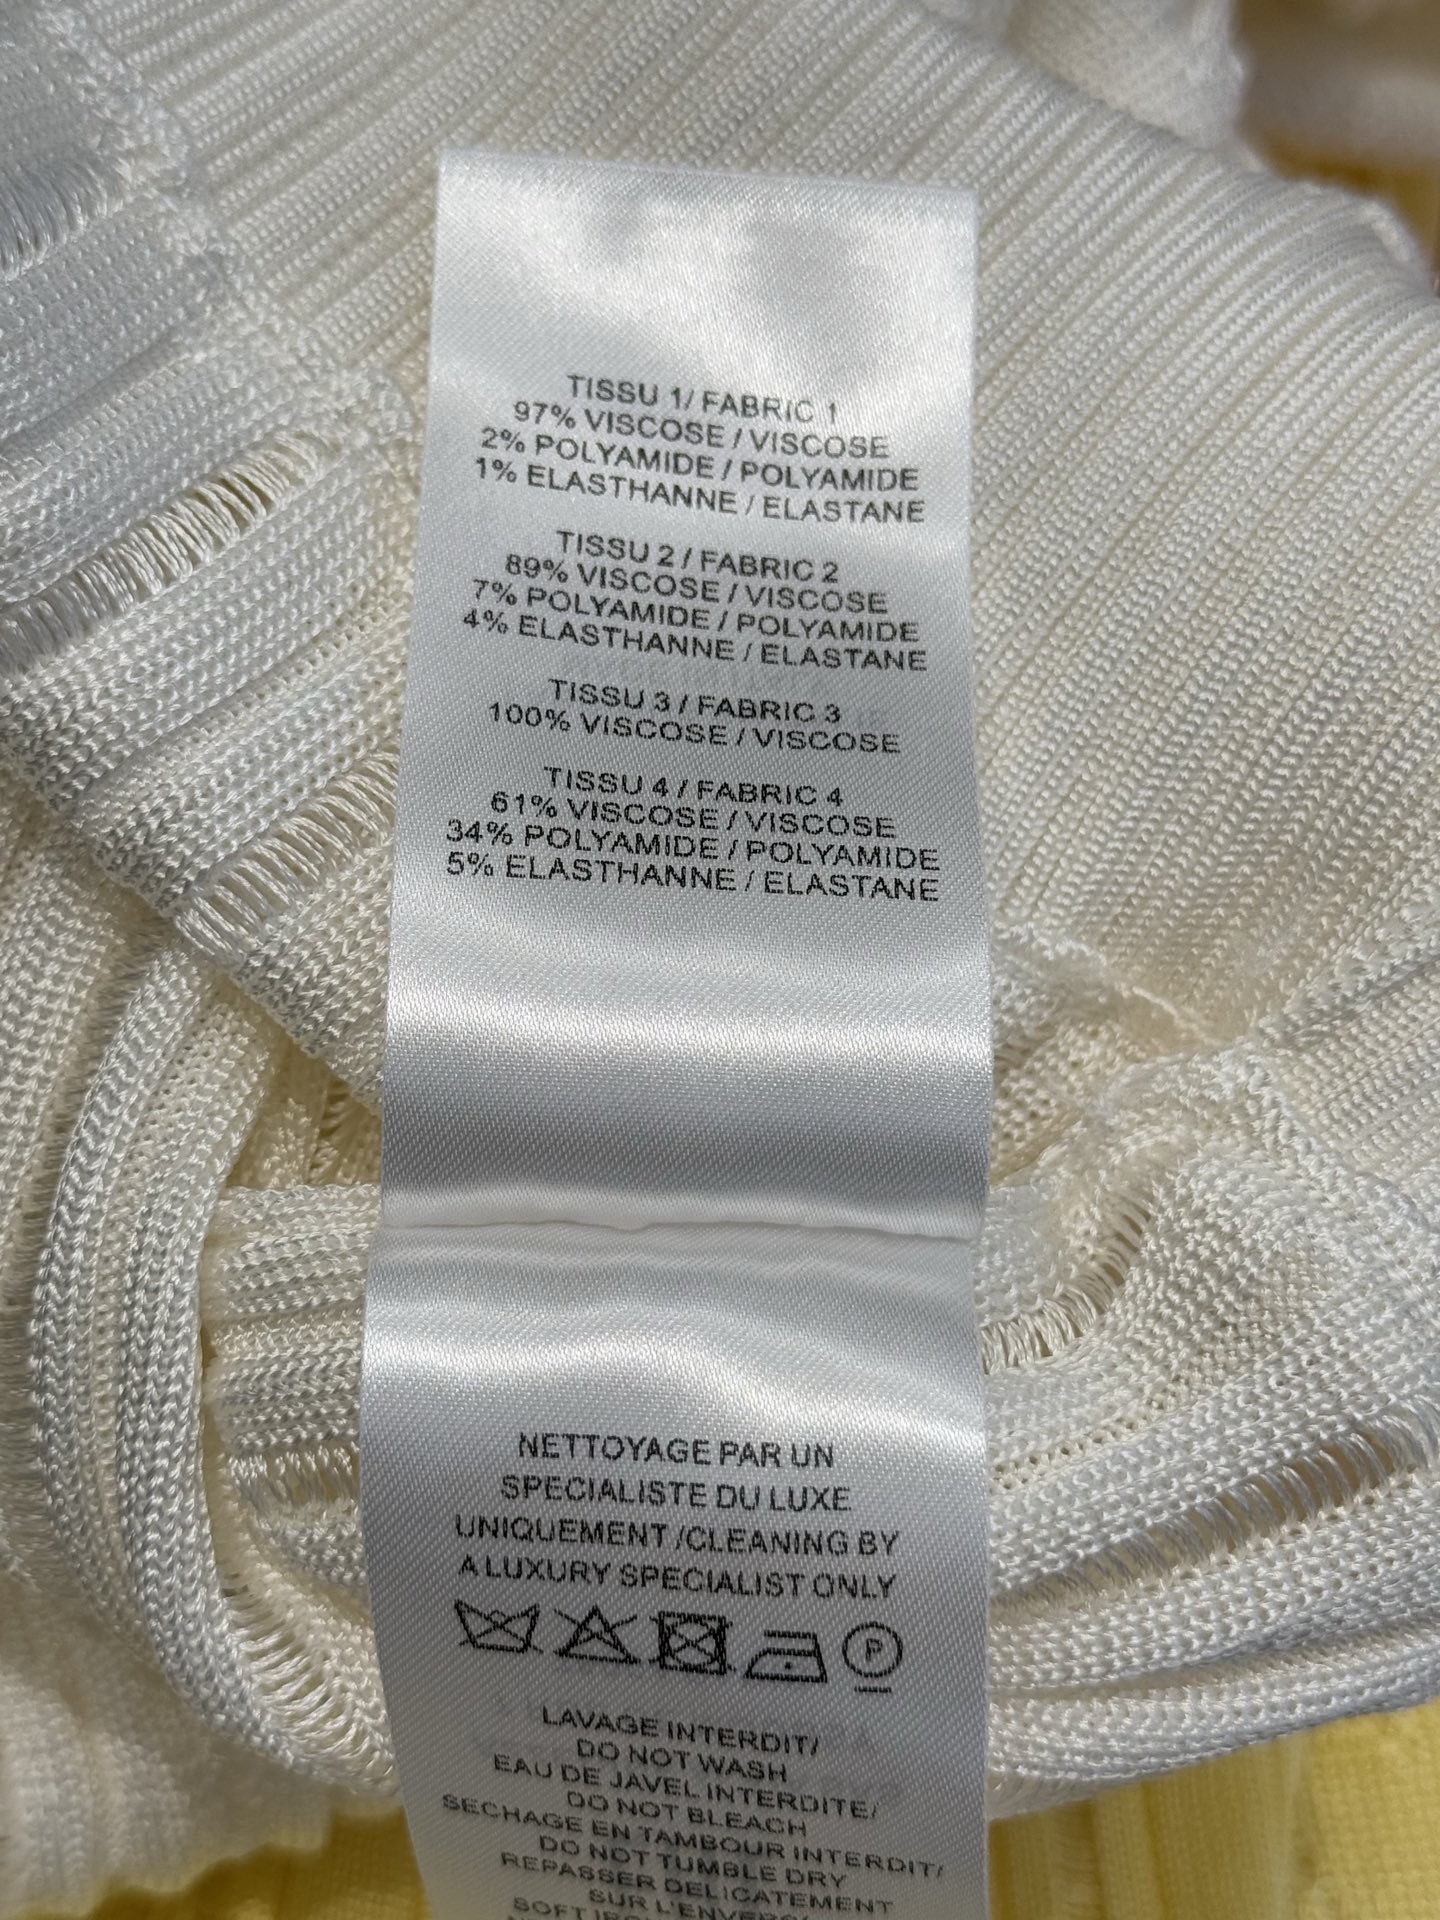 TISSU 1/ FABRIC 1
97% VISCOSE / VISCOSE
2% POLYAMIDE / POLYAMIDE
1% ELASTHANNE / ELASTANE
TISSU 2 / FABRIC 2
89% VISCOSE / VISCOSE
7% POLYAMIDE / POLYAMIDE
4% ELASTHANNE / ELASTANE
TISSU 3 / FABRIC 3
100% VISCOSE / VISCOSE
TISSU 4 / FABRIC 4
61% VISCOSE / VISCOSE
34% POLYAMIDE / POLYAMIDE
5% ELASTHANNE / ELASTANE
NETTOYAGE PAR UN
SPECIALISTE DU LUXE
UNIQUEMENT /CLEANING BY
A LUXURY SPECIALIST ONLY
P
LAVAGE INTERDIT/
DO NOT WASH
EAU DE JAVEL INTERDITE/
DO NOT BLEACH
SECHAGE EN TAMBOUR INTERDIT/
DO NOT TUMBLE DRY
REPASSER DELICATEMENT
SUR L'ENVERS/
SOFT